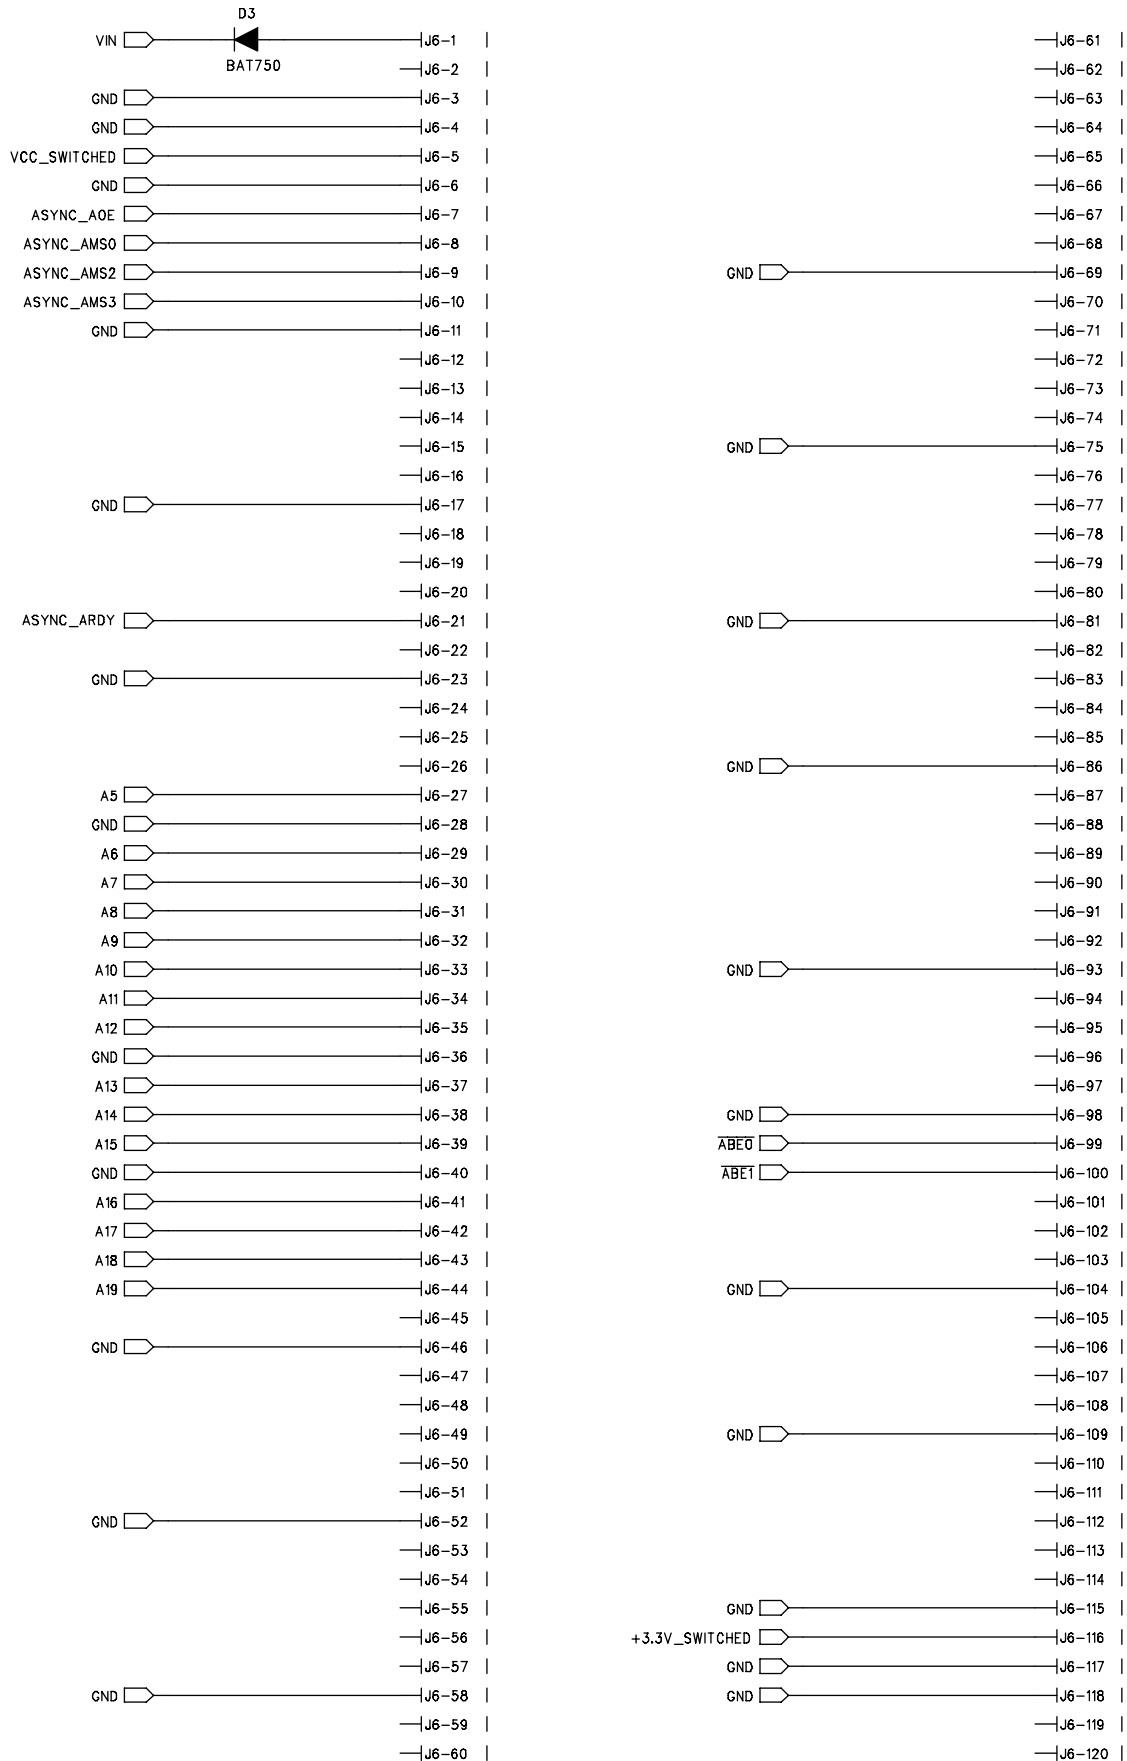 D3
VIN J6-1
BAT750
J6-2
GND J6-3
GND J6-4
VCC_SWITCHED J6-5
GND J6-6
ASYNC_AOE J6-7
ASYNC_AMS0 J6-8
ASYNC_AMS2 J6-9
ASYNC_AMS3 J6-10
GND J6-11
J6-12
J6-13
J6-14
J6-15
J6-16
GND J6-17
J6-18
J6-19
J6-20
ASYNC_ARDY J6-21
J6-22
GND J6-23
J6-24
J6-25
J6-26
A5 J6-27
GND J6-28
A6 J6-29
A7 J6-30
A8 J6-31
A9 J6-32
A10 J6-33
A11 J6-34
A12 J6-35
GND J6-36
A13 J6-37
A14 J6-38
A15 J6-39
GND J6-40
A16 J6-41
A17 J6-42
A18 J6-43
A19 J6-44
J6-45
GND J6-46
J6-47
J6-48
J6-49
J6-50
J6-51
GND J6-52
J6-53
J6-54
J6-55
J6-56
J6-57
GND J6-58
J6-59
J6-60
J6-61
J6-62
J6-63
J6-64
J6-65
J6-66
J6-67
J6-68
GND J6-69
J6-70
J6-71
J6-72
J6-73
J6-74
GND J6-75
J6-76
J6-77
J6-78
J6-79
J6-80
GND J6-81
J6-82
J6-83
J6-84
J6-85
GND J6-86
J6-87
J6-88
J6-89
J6-90
J6-91
J6-92
GND J6-93
J6-94
J6-95
J6-96
J6-97
GND J6-98
ABE0 J6-99
ABE1 J6-100
J6-101
J6-102
J6-103
GND J6-104
J6-105
J6-106
J6-107
J6-108
GND J6-109
J6-110
J6-111
J6-112
J6-113
J6-114
GND J6-115
+3.3V_SWITCHED J6-116
GND J6-117
GND J6-118
J6-119
J6-120